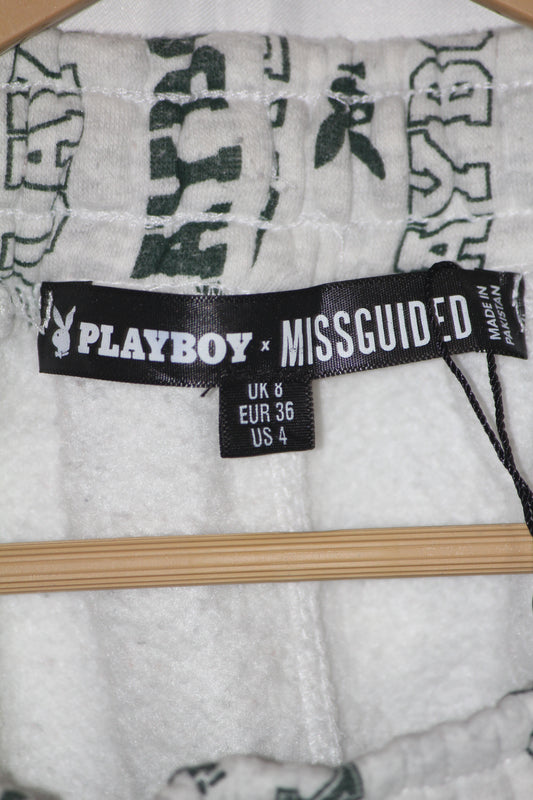 PLAYBOY x MISSGUIDED
MADE IN
PAKISTAN
UK 8
EUR 36
US 4